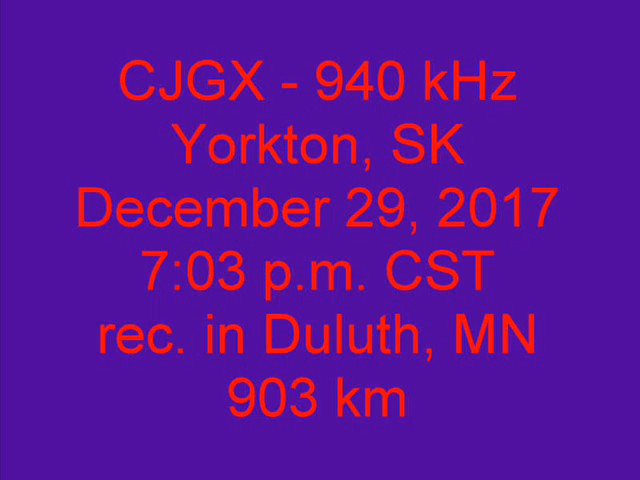 CJGX - 940 kHz
Yorkton, SK
December 29, 2017
7:03 p.m. CST
rec. in Duluth, MN
903 km